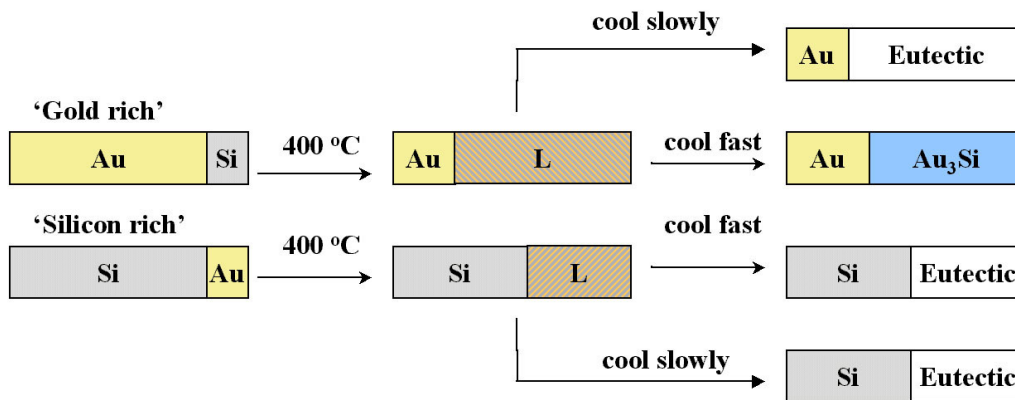 cool slowly
Au Eutectic
'Gold rich'
Au Si
400 °C
Au L
cool fast
Au Au₃Si
'Silicon rich'
Si Au
400 °C
Si L
cool fast
Si Eutectic
cool slowly
Si Eutectic